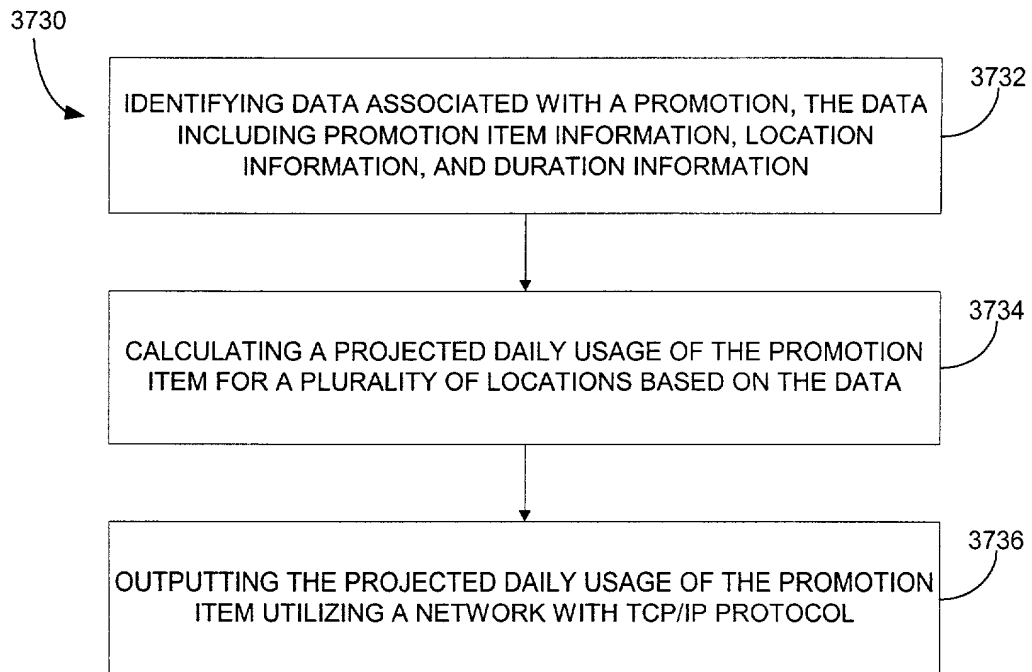 3730
3732
IDENTIFYING DATA ASSOCIATED WITH A PROMOTION, THE DATA
INCLUDING PROMOTION ITEM INFORMATION, LOCATION
INFORMATION, AND DURATION INFORMATION
3734
CALCULATING A PROJECTED DAILY USAGE OF THE PROMOTION
ITEM FOR A PLURALITY OF LOCATIONS BASED ON THE DATA
3736
OUTPUTTING THE PROJECTED DAILY USAGE OF THE PROMOTION
ITEM UTILIZING A NETWORK WITH TCP/IP PROTOCOL